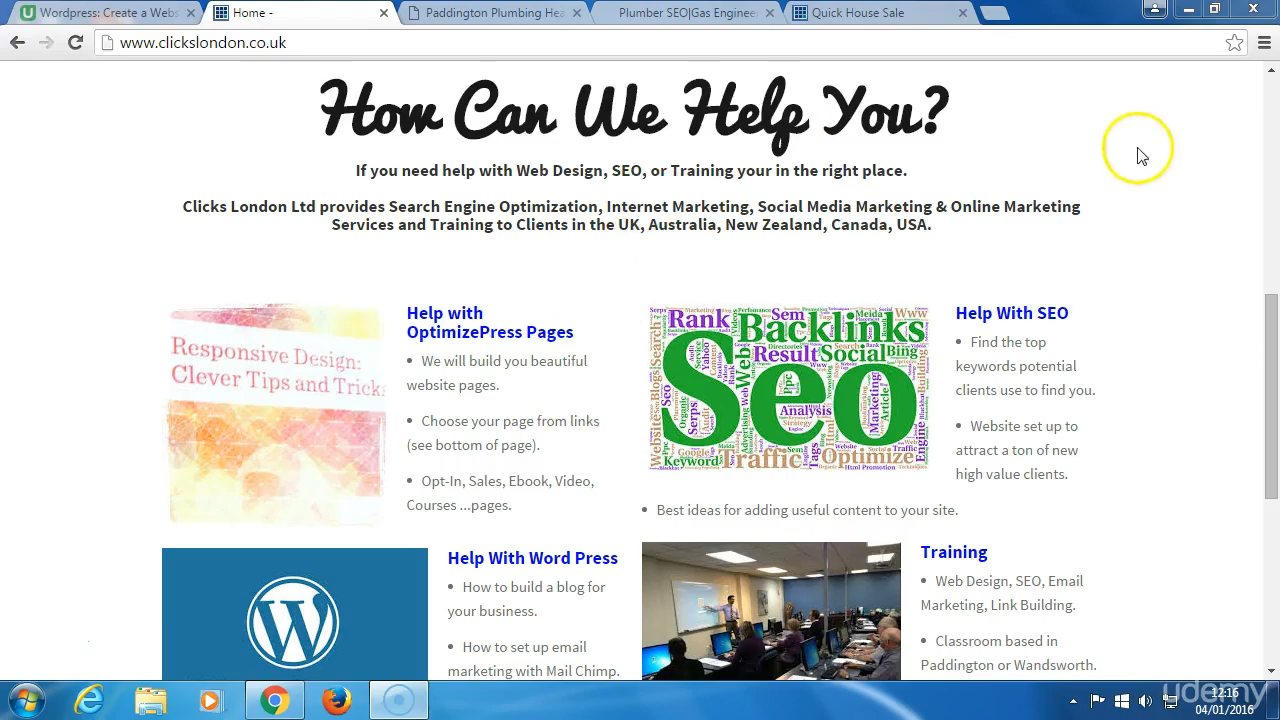 Wordpress: Create a Webs
Home -
Paddington Plumbing Hea
Plumber SEO|Gas Enginee
Quick House Sale
www.clickslondon.co.uk
How Can We Help You?
If you need help with Web Design, SEO, or Training your in the right place.
Clicks London Ltd provides Search Engine Optimization, Internet Marketing, Social Media Marketing & Online Marketing
Services and Training to Clients in the UK, Australia, New Zealand, Canada, USA.
Responsive Design:
Clever Tips and Tricks
Help with
OptimizePress Pages
• We will build you beautiful
website pages.
• Choose your page from links
(see bottom of page).
• Opt-In, Sales, Ebook, Video,
Courses ...pages.
Rank Sem Backlinks
Result Social Bing
Seo
Web
Analysis
Marketing
Google
Keyword Traffic Optimize
Html Promotion
Help With SEO
• Find the top
keywords potential
clients use to find you.
• Website set up to
attract a ton of new
high value clients.
• Best ideas for adding useful content to your site.
W
Help With Word Press
• How to build a blog for
your business.
• How to set up email
marketing with Mail Chimp.
Training
• Web Design, SEO, Email
Marketing, Link Building.
• Classroom based in
Paddington or Wandsworth.
udemy
12:16
04/01/2016